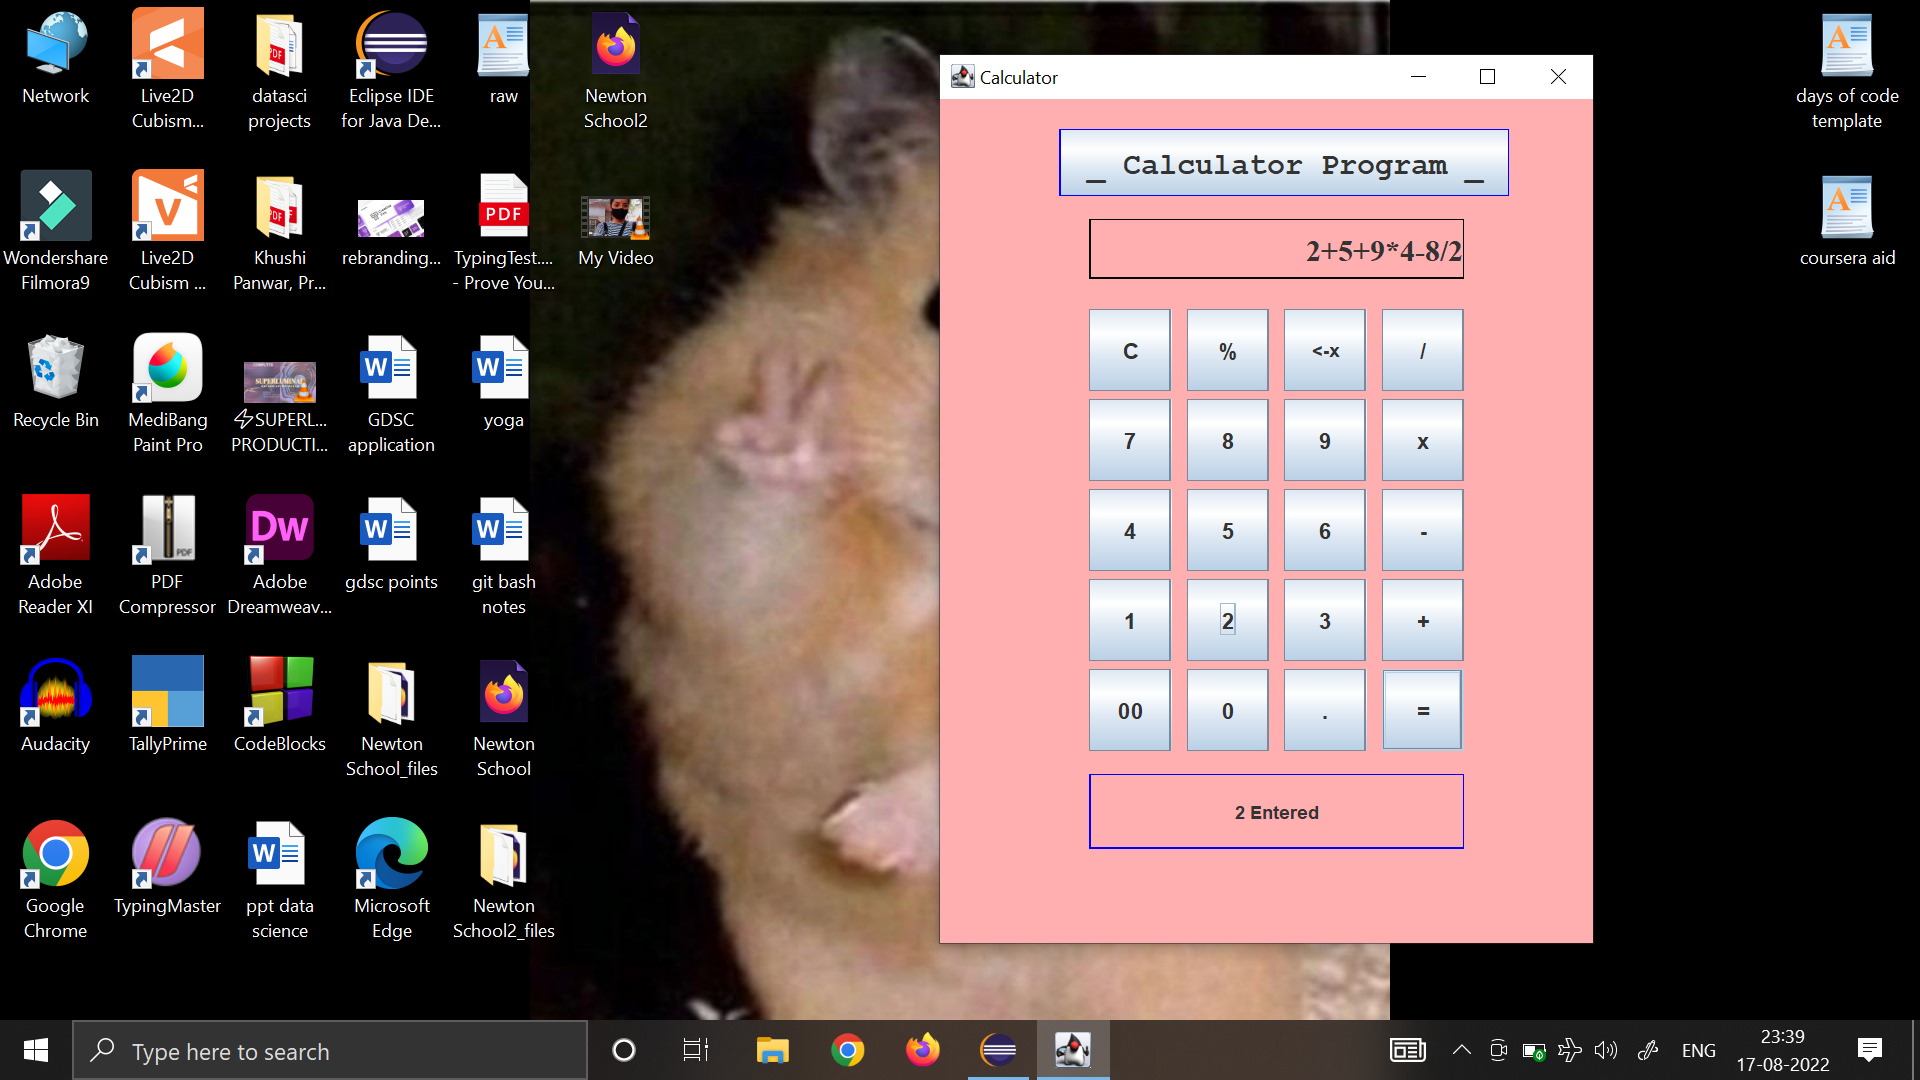 Network
Live2D
Cubism...
datasci
projects
Eclipse IDE
for Java De...
raw
Newton
School2
days of code
template
Wondershare
Filmora9
Live2D
Cubism ...
Khushi
Panwar, Pr...
rebranding...
TypingTest....
- Prove You...
My Video
coursera aid
Recycle Bin
MediBang
Paint Pro
⚡SUPERL...
PRODUCTI...
GDSC
application
yoga
Adobe
Reader XI
PDF
Compressor
Adobe
Dreamweav...
gdsc points
git bash
notes
Audacity
TallyPrime
CodeBlocks
Newton
School_files
Newton
School
Google
Chrome
TypingMaster
ppt data
science
Microsoft
Edge
Newton
School2_files
Calculator
_ Calculator Program _
2+5+9*4-8/2
C % <-x /
7 8 9 x
4 5 6 -
1 2 3 +
00 0 . =
2 Entered
Type here to search
ENG
23:39
17-08-2022